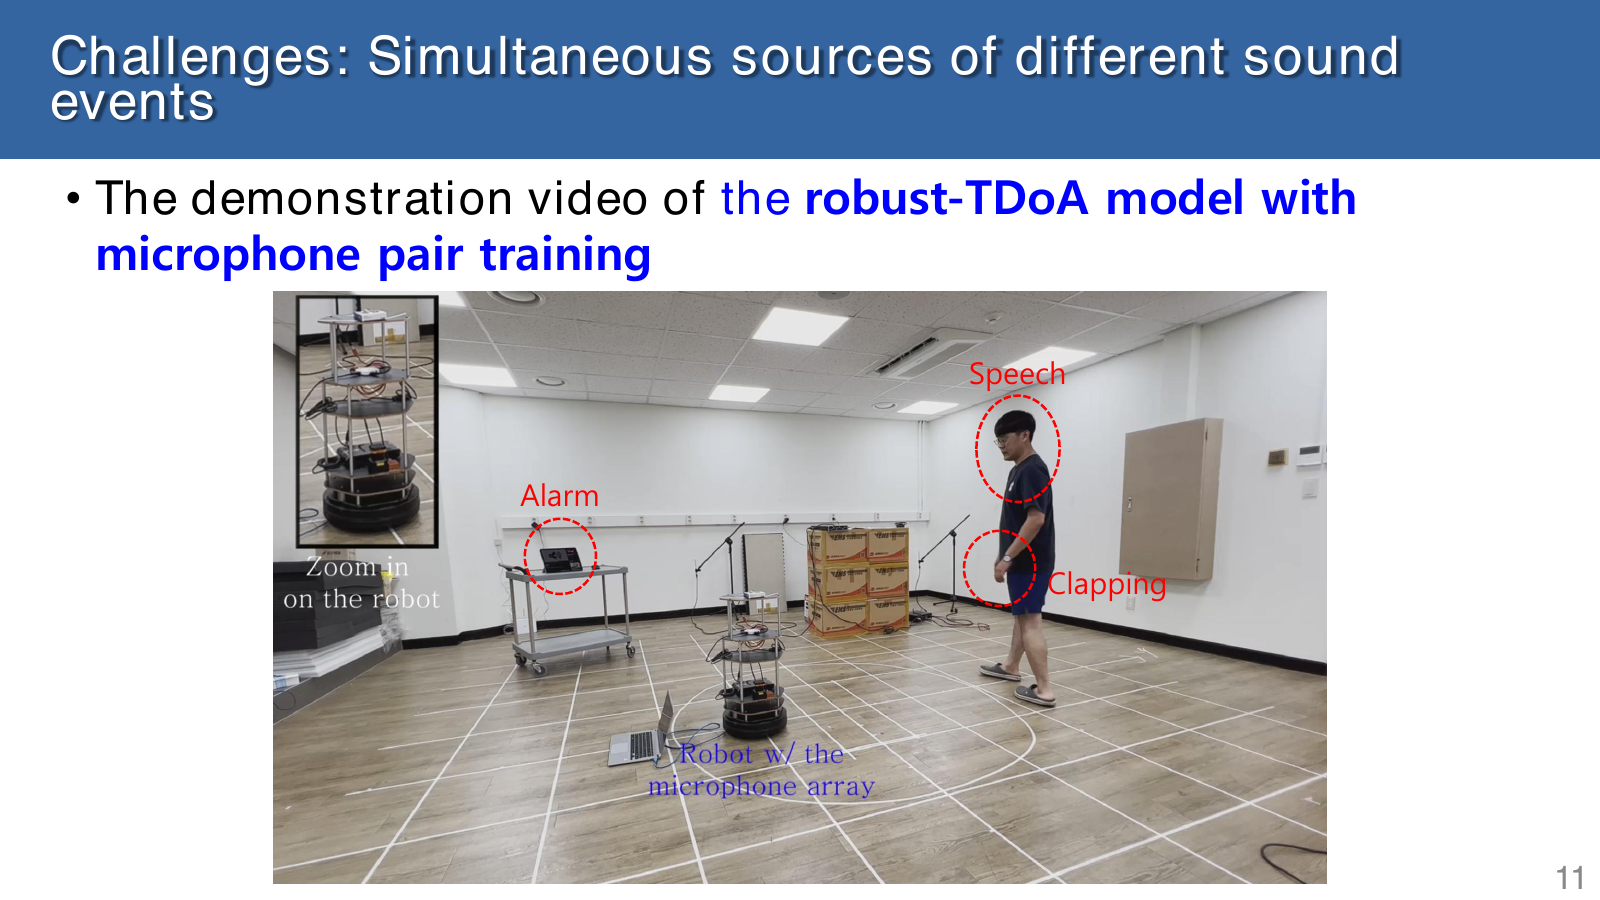 Challenges: Simultaneous sources of different sound
events
• The demonstration video of the robust-TDoA model with
microphone pair training
Speech
Alarm
Zoom in
on the robot
Clapping
Robot w/ the
microphone array
11